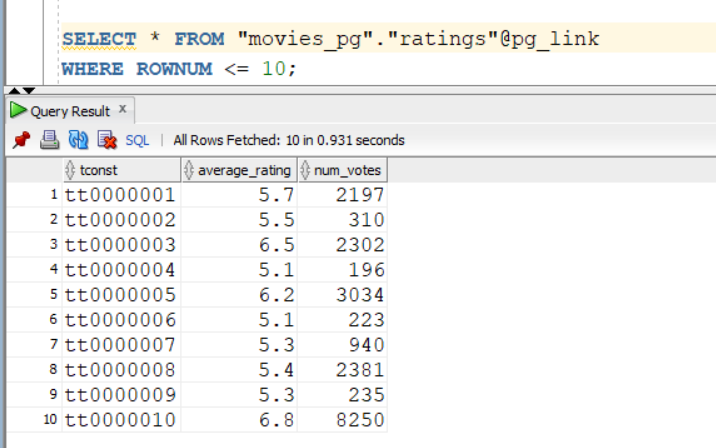 SELECT * FROM "movies_pg"."ratings"@pg_link
WHERE ROWNUM <= 10;
Query Result x
SQL | All Rows Fetched: 10 in 0.931 seconds
tconst average_rating num_votes
1 tt0000001 5.7 2197
2 tt0000002 5.5 310
3 tt0000003 6.5 2302
4 tt0000004 5.1 196
5 tt0000005 6.2 3034
6 tt0000006 5.1 223
7 tt0000007 5.3 940
8 tt0000008 5.4 2381
9 tt0000009 5.3 235
10 tt0000010 6.8 8250